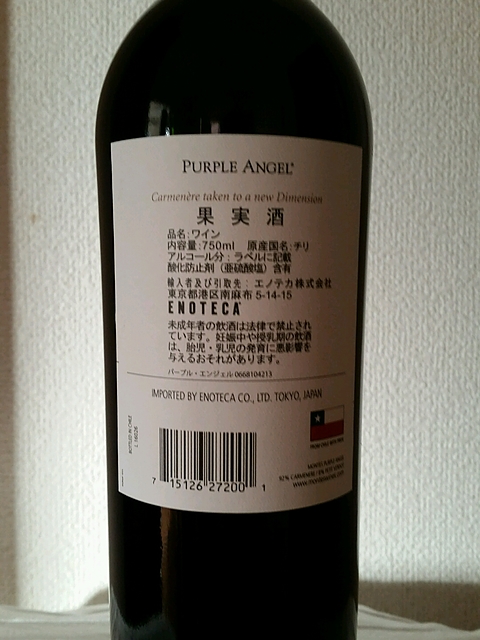 PURPLE ANGEL
Carmenère taken to a new Dimension
果実酒
品名:ワイン
内容量:750ml 原産国名:チリ
アルコール分:ラベルに記載
酸化防止剤(亜硫酸塩)含有
輸入者及び引取先:エノテカ株式会社
東京都港区南麻布 5-14-15
ENOTECA
未成年者の飲酒は法律で禁止され
ています。妊娠中や授乳期の飲酒
は、胎児・乳児の発育に悪影響を
与えるおそれがあります。
パープル・エンジェル 0668104213
IMPORTED BY ENOTECA CO., LTD. TOKYO, JAPAN
BOTTLED IN CHILE
7 15126 27200 1
MONTES PURPLE ANGEL